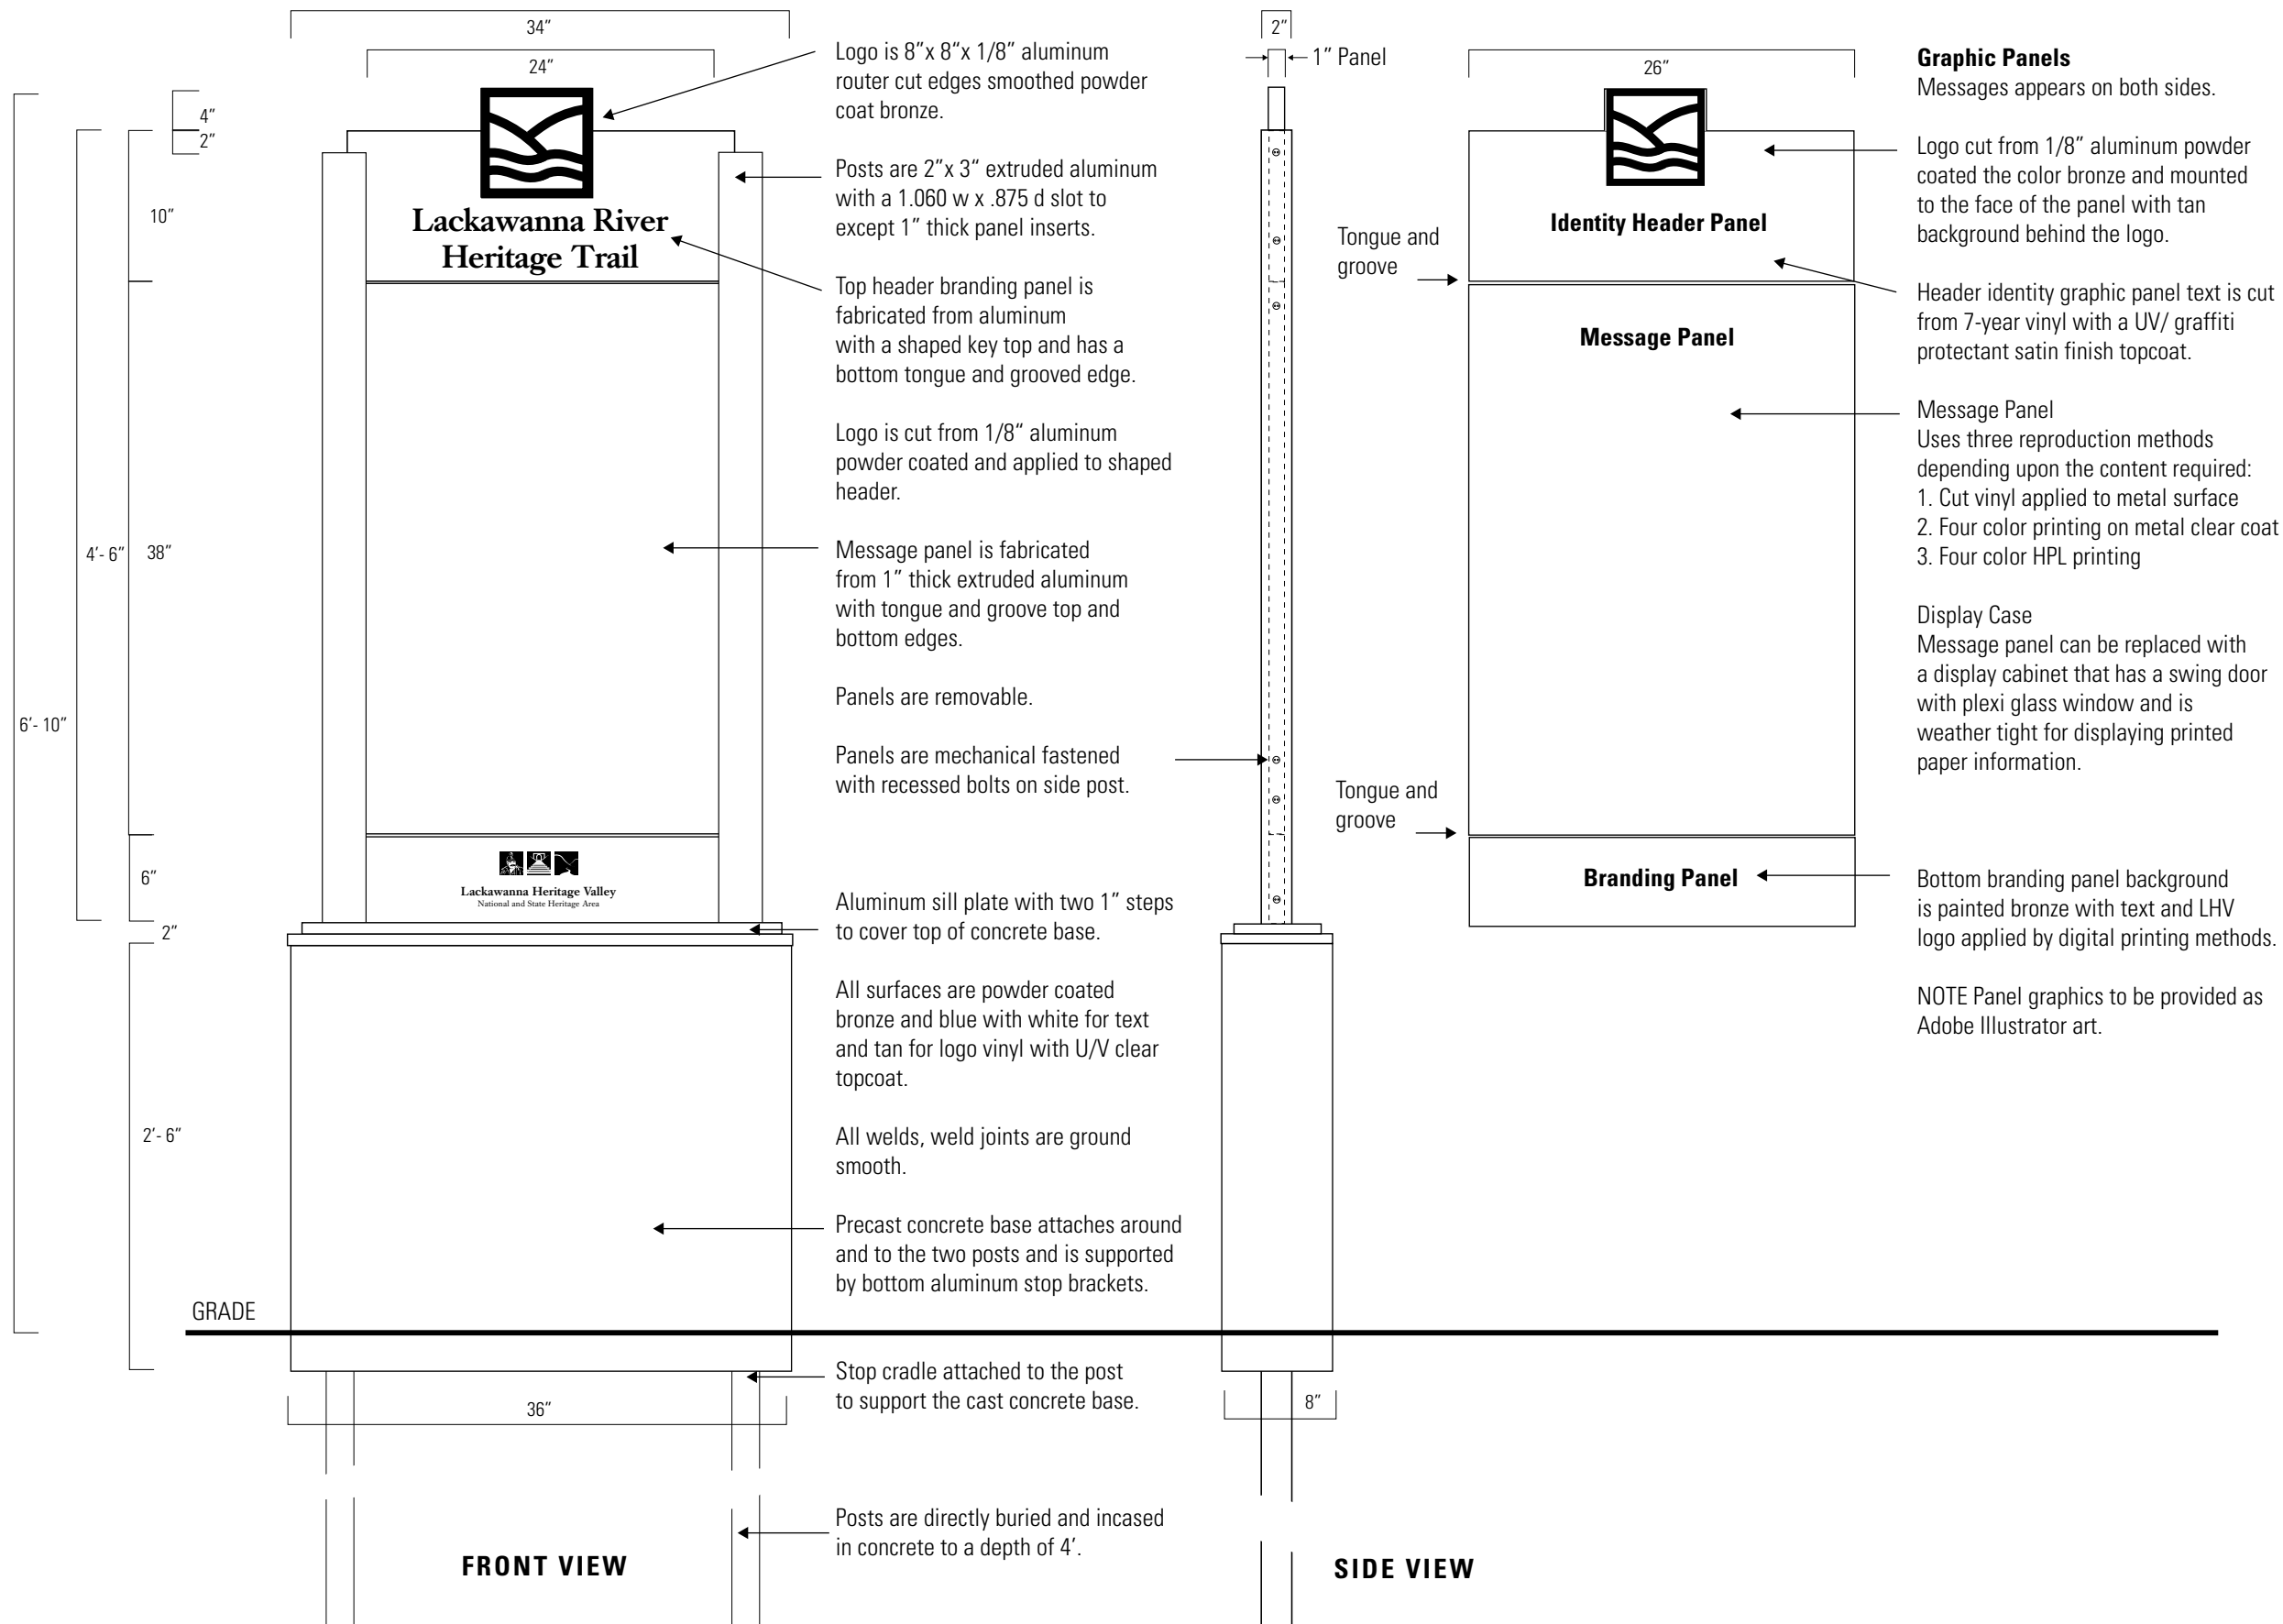 34”
24”
4”
2”
10”
4’- 6”
38”
6’- 10”
6”
2”
2’- 6”
GRADE
36”
Lackawanna River
Heritage Trail
Lackawanna Heritage Valley
National and State Heritage Area
FRONT VIEW
Logo is 8”x 8“x 1/8” aluminum
router cut edges smoothed powder
coat bronze.
Posts are 2”x 3“ extruded aluminum
with a 1.060 w x .875 d slot to
except 1” thick panel inserts.
Top header branding panel is
fabricated from aluminum
with a shaped key top and has a
bottom tongue and grooved edge.
Logo is cut from 1/8“ aluminum
powder coated and applied to shaped
header.
Message panel is fabricated
from 1” thick extruded aluminum
with tongue and groove top and
bottom edges.
Panels are removable.
Panels are mechanical fastened
with recessed bolts on side post.
Aluminum sill plate with two 1” steps
to cover top of concrete base.
All surfaces are powder coated
bronze and blue with white for text
and tan for logo vinyl with U/V clear
topcoat.
All welds, weld joints are ground
smooth.
Precast concrete base attaches around
and to the two posts and is supported
by bottom aluminum stop brackets.
Stop cradle attached to the post
to support the cast concrete base.
Posts are directly buried and incased
in concrete to a depth of 4’.
2”
1” Panel
8”
SIDE VIEW
26”
Tongue and
groove
Identity Header Panel
Message Panel
Tongue and
groove
Branding Panel
Graphic Panels
Messages appears on both sides.
Logo cut from 1/8” aluminum powder
coated the color bronze and mounted
to the face of the panel with tan
background behind the logo.
Header identity graphic panel text is cut
from 7-year vinyl with a UV/ graffiti
protectant satin finish topcoat.
Message Panel
Uses three reproduction methods
depending upon the content required:
1. Cut vinyl applied to metal surface
2. Four color printing on metal clear coat
3. Four color HPL printing
Display Case
Message panel can be replaced with
a display cabinet that has a swing door
with plexi glass window and is
weather tight for displaying printed
paper information.
Bottom branding panel background
is painted bronze with text and LHV
logo applied by digital printing methods.
NOTE Panel graphics to be provided as
Adobe Illustrator art.